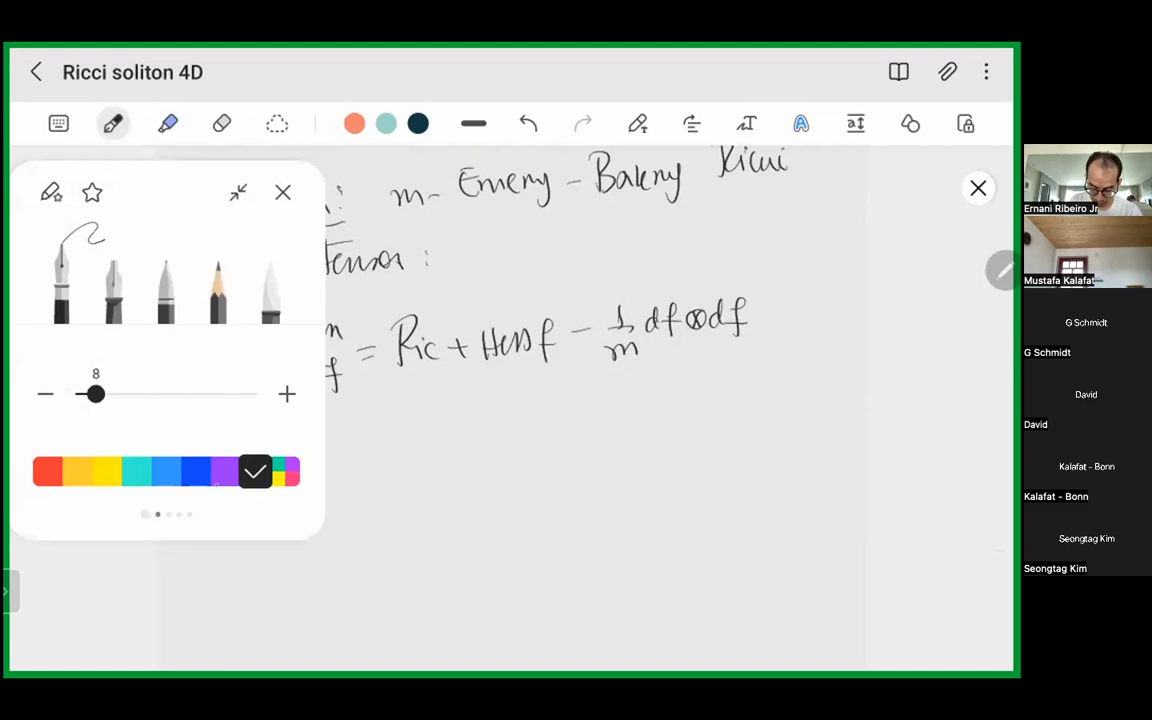 Ricci soliton 4D
m- Emery - Bakery Ricci
Tensor :
m
f = Ric + Hess f - 1/m df⊗df
8
Ernani Ribeiro Jr
Mustafa Kalafat
G Schmidt
G Schmidt
David
David
Kalafat - Bonn
Kalafat - Bonn
Seongtag Kim
Seongtag Kim